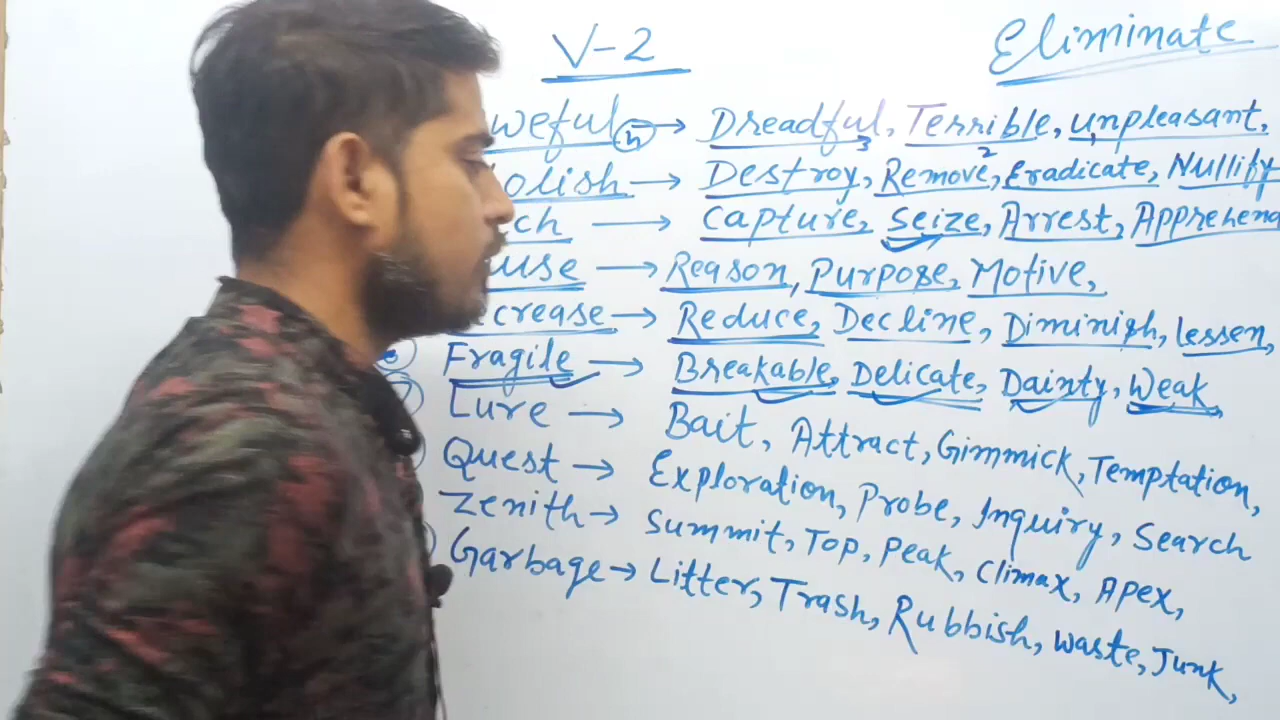 V-2
Eliminate
weful (h) → Dreadful, Terrible, unpleasant,
3 2
olish → Destroy, Remove, Eradicate, Nullify
ch → Capture, Seize, Arrest, Apprehend
use → Reason, Purpose, Motive,
crease → Reduce, Decline, Diminish, lessen,
Fragile → Breakable, Delicate, Dainty, Weak,
Lure → Bait, Attract, Gimmick, Temptation,
Quest → Exploration, Probe, Inquiry, Search
Zenith → Summit, Top, Peak, Climax, Apex,
Garbage → Litter, Trash, Rubbish, Waste, Junk,